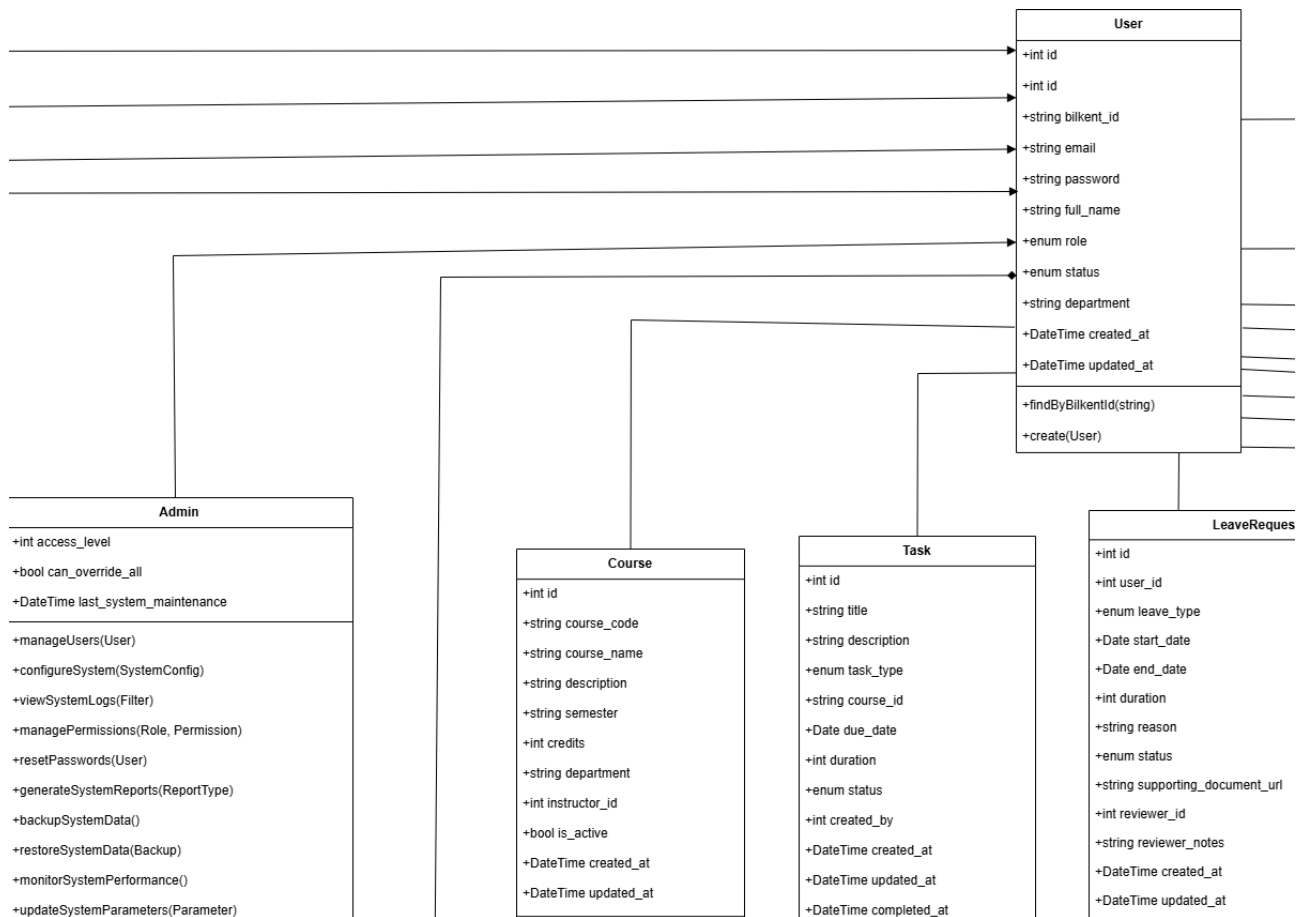 User
+int id
+int id
+string bilkent_id
+string email
+string password
+string full_name
+enum role
+enum status
+string department
+DateTime created_at
+DateTime updated_at
+findByBilkentId(string)
+create(User)
Admin
+int access_level
+bool can_override_all
+DateTime last_system_maintenance
+manageUsers(User)
+configureSystem(SystemConfig)
+viewSystemLogs(Filter)
+managePermissions(Role, Permission)
+resetPasswords(User)
+generateSystemReports(ReportType)
+backupSystemData()
+restoreSystemData(Backup)
+monitorSystemPerformance()
+updateSystemParameters(Parameter)
Course
+int id
+string course_code
+string course_name
+string description
+string semester
+int credits
+string department
+int instructor_id
+bool is_active
+DateTime created_at
+DateTime updated_at
Task
+int id
+string title
+string description
+enum task_type
+string course_id
+Date due_date
+int duration
+enum status
+int created_by
+DateTime created_at
+DateTime updated_at
+DateTime completed_at
LeaveReques
+int id
+int user_id
+enum leave_type
+Date start_date
+Date end_date
+int duration
+string reason
+enum status
+string supporting_document_url
+int reviewer_id
+string reviewer_notes
+DateTime created_at
+DateTime updated_at